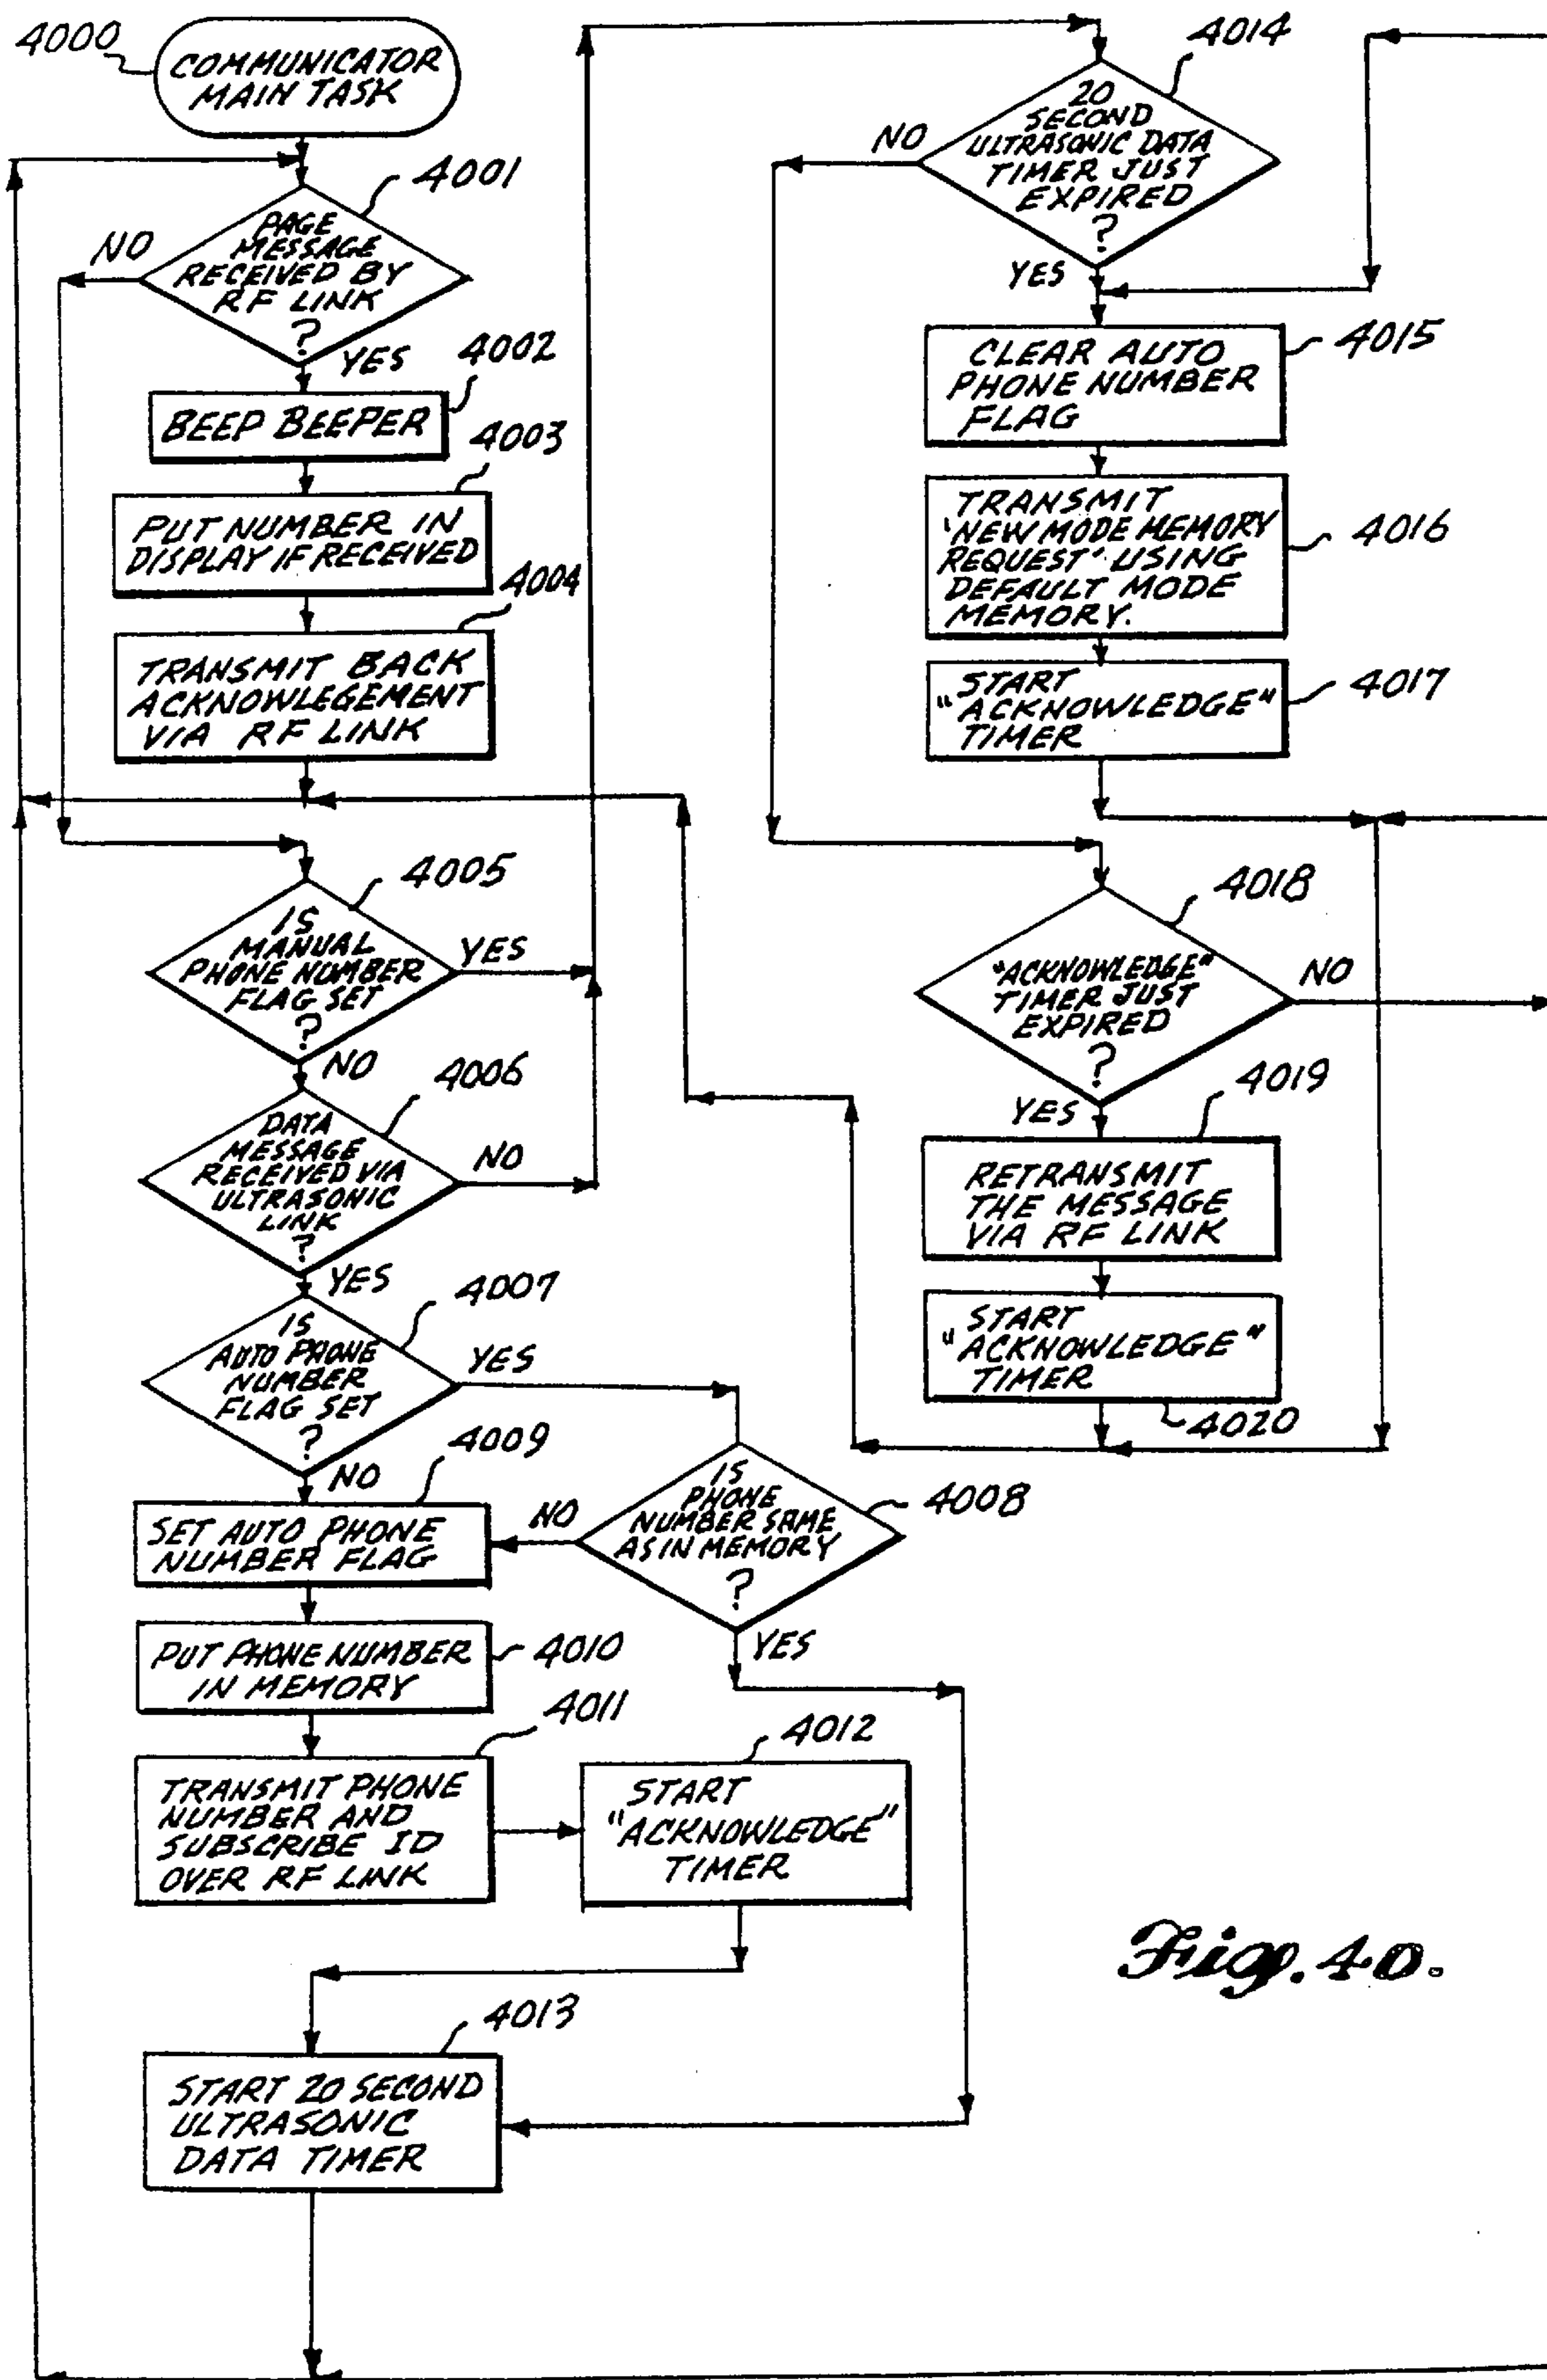 4000
COMMUNICATOR
MAIN TASK
4001
PAGE
MESSAGE
RECEIVED BY
RF LINK
?
NO
YES
4002
BEEP BEEPER
4003
PUT NUMBER IN
DISPLAY IF RECEIVED
4004
TRANSMIT BACK
ACKNOWLEGEMENT
VIA RF LINK
4005
IS
MANUAL
PHONE NUMBER
FLAG SET
?
YES
NO
4006
DATA
MESSAGE
RECEIVED VIA
ULTRASONIC
LINK
?
NO
YES
4007
IS
AUTO PHONE
NUMBER
FLAG SET
?
YES
NO
4008
IS
PHONE
NUMBER SAME
AS IN MEMORY
?
NO
YES
4009
SET AUTO PHONE
NUMBER FLAG
4010
PUT PHONE NUMBER
IN MEMORY
4011
TRANSMIT PHONE
NUMBER AND
SUBSCRIBE ID
OVER RF LINK
4012
START
"ACKNOWLEDGE"
TIMER
4013
START 20 SECOND
ULTRASONIC
DATA TIMER
4014
20
SECOND
ULTRASONIC DATA
TIMER JUST
EXPIRED
?
NO
YES
4015
CLEAR AUTO
PHONE NUMBER
FLAG
4016
TRANSMIT
'NEW MODE MEMORY
REQUEST' USING
DEFAULT MODE
MEMORY.
4017
START
"ACKNOWLEDGE"
TIMER
4018
"ACKNOWLEDGE"
TIMER JUST
EXPIRED
?
NO
YES
4019
RETRANSMIT
THE MESSAGE
VIA RF LINK
START
"ACKNOWLEDGE"
TIMER
4020
Fig. 40.